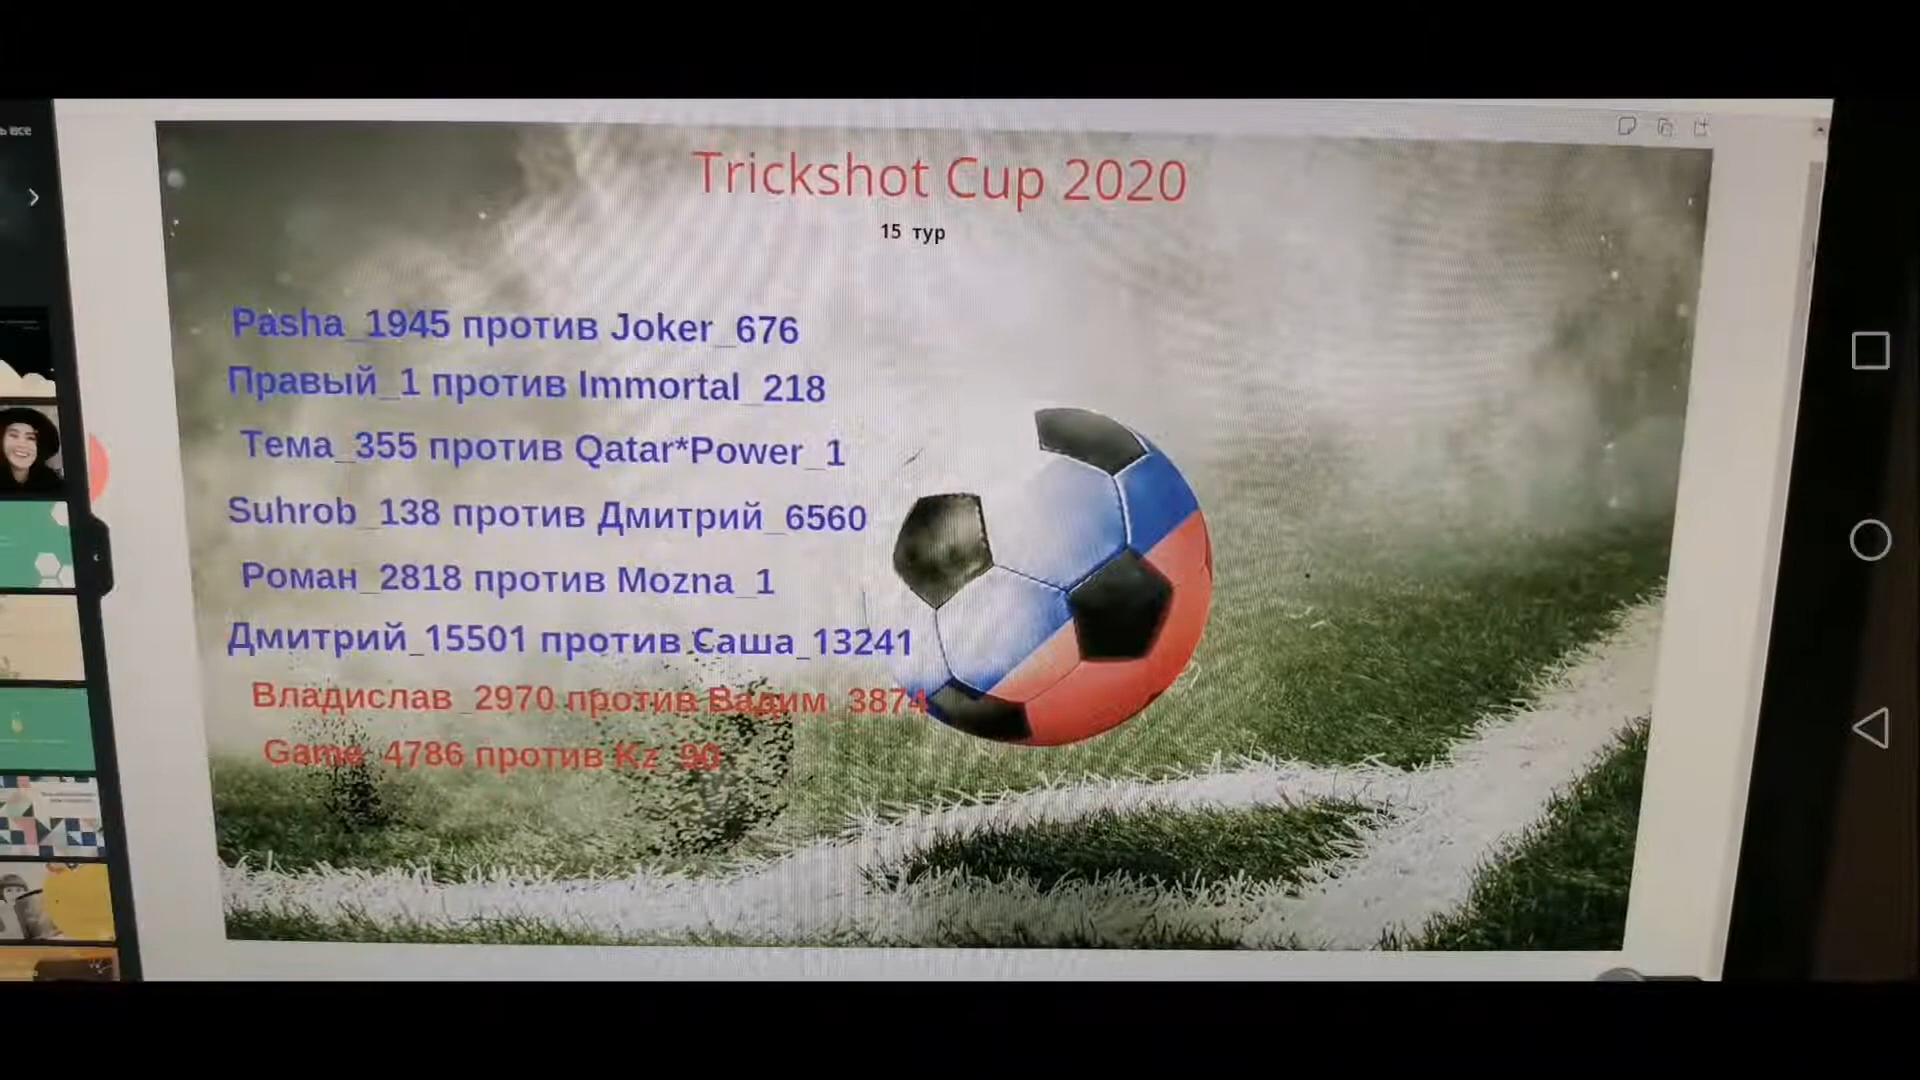 ь все
Trickshot Cup 2020
15 тур
Pasha_1945 против Joker_676
Правый_1 против Immortal_218
Тема_355 против Qatar*Power_1
Suhrob_138 против Дмитрий_6560
Роман_2818 против Mozna_1
Дмитрий_15501 против Саша_13241
Владислав_2970 против Вадим_3874
Game_4786 против Kz_90